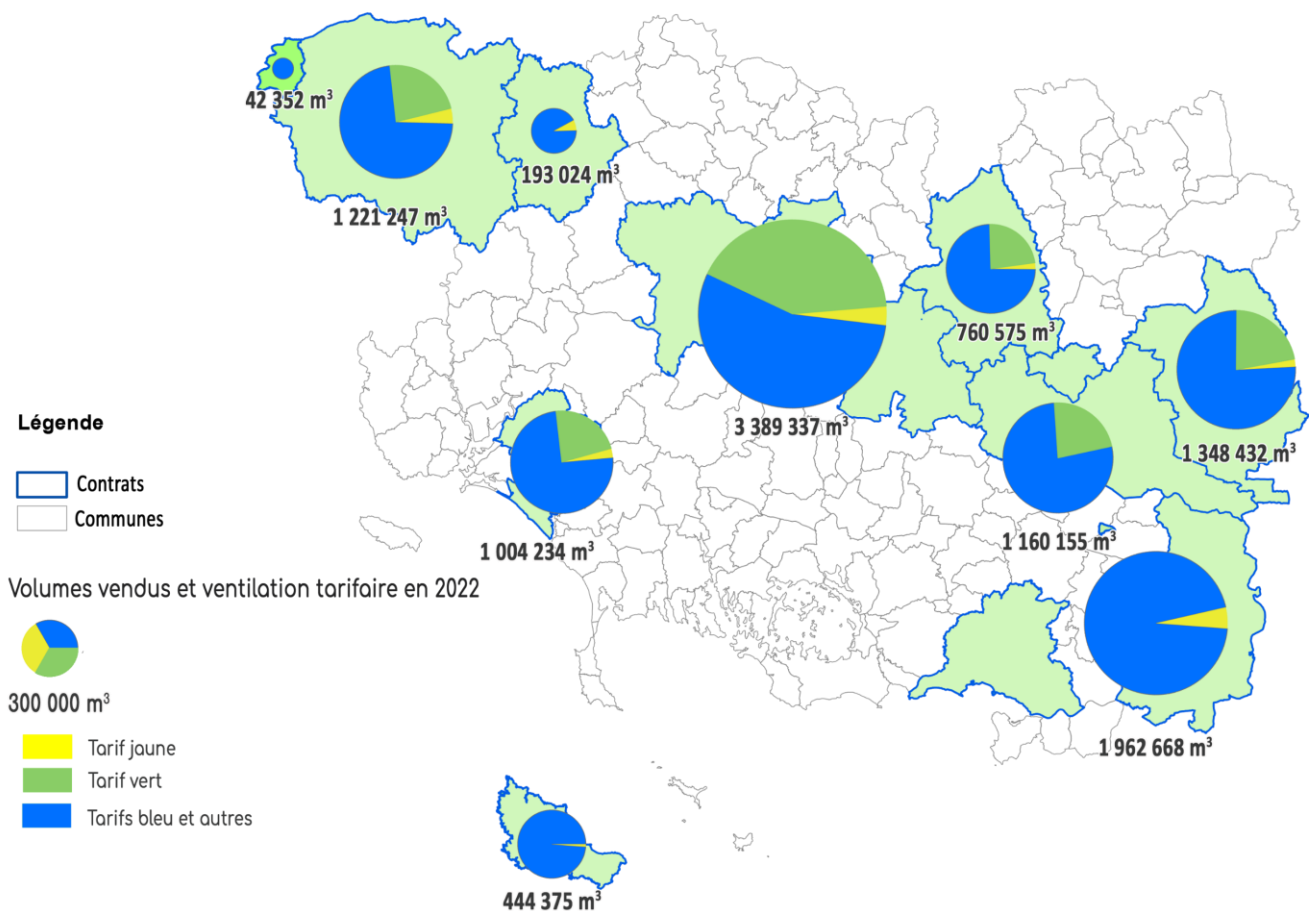 42 352 m³
193 024 m³
1 221 247 m³
760 575 m³
3 389 337 m³
1 348 432 m³
Légende
Contrats
Communes
1 004 234 m³
1 160 155 m³
Volumes vendus et ventilation tarifaire en 2022
300 000 m³
Tarif jaune
Tarif vert
Tarifs bleu et autres
1 962 668 m³
444 375 m³